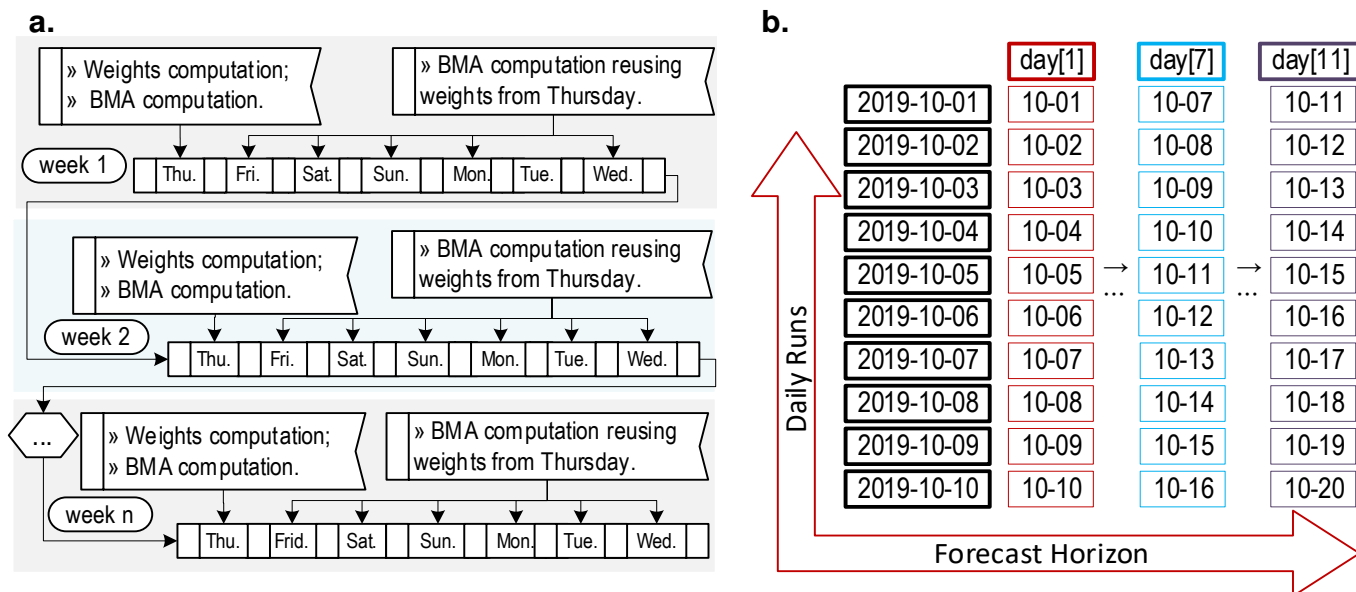 a.
» Weights computation;
» BMA computation.
» BMA computation reusing
weights from Thursday.
week 1
Thu. Fri. Sat. Sun. Mon. Tue. Wed.
» Weights computation;
» BMA computation.
» BMA computation reusing
weights from Thursday.
week 2
Thu. Fri. Sat. Sun. Mon. Tue. Wed.
...
» Weights computation;
» BMA computation.
» BMA computation reusing
weights from Thursday.
week n
Thu. Frid. Sat. Sun. Mon. Tue. Wed.
b.
day[1] day[7] day[11]
2019-10-01 10-01 10-07 10-11
2019-10-02 10-02 10-08 10-12
2019-10-03 10-03 10-09 10-13
2019-10-04 10-04 10-10 10-14
2019-10-05 10-05 → ... 10-11 → ... 10-15
2019-10-06 10-06 10-12 10-16
2019-10-07 10-07 10-13 10-17
2019-10-08 10-08 10-14 10-18
2019-10-09 10-09 10-15 10-19
2019-10-10 10-10 10-16 10-20
Daily Runs
Forecast Horizon